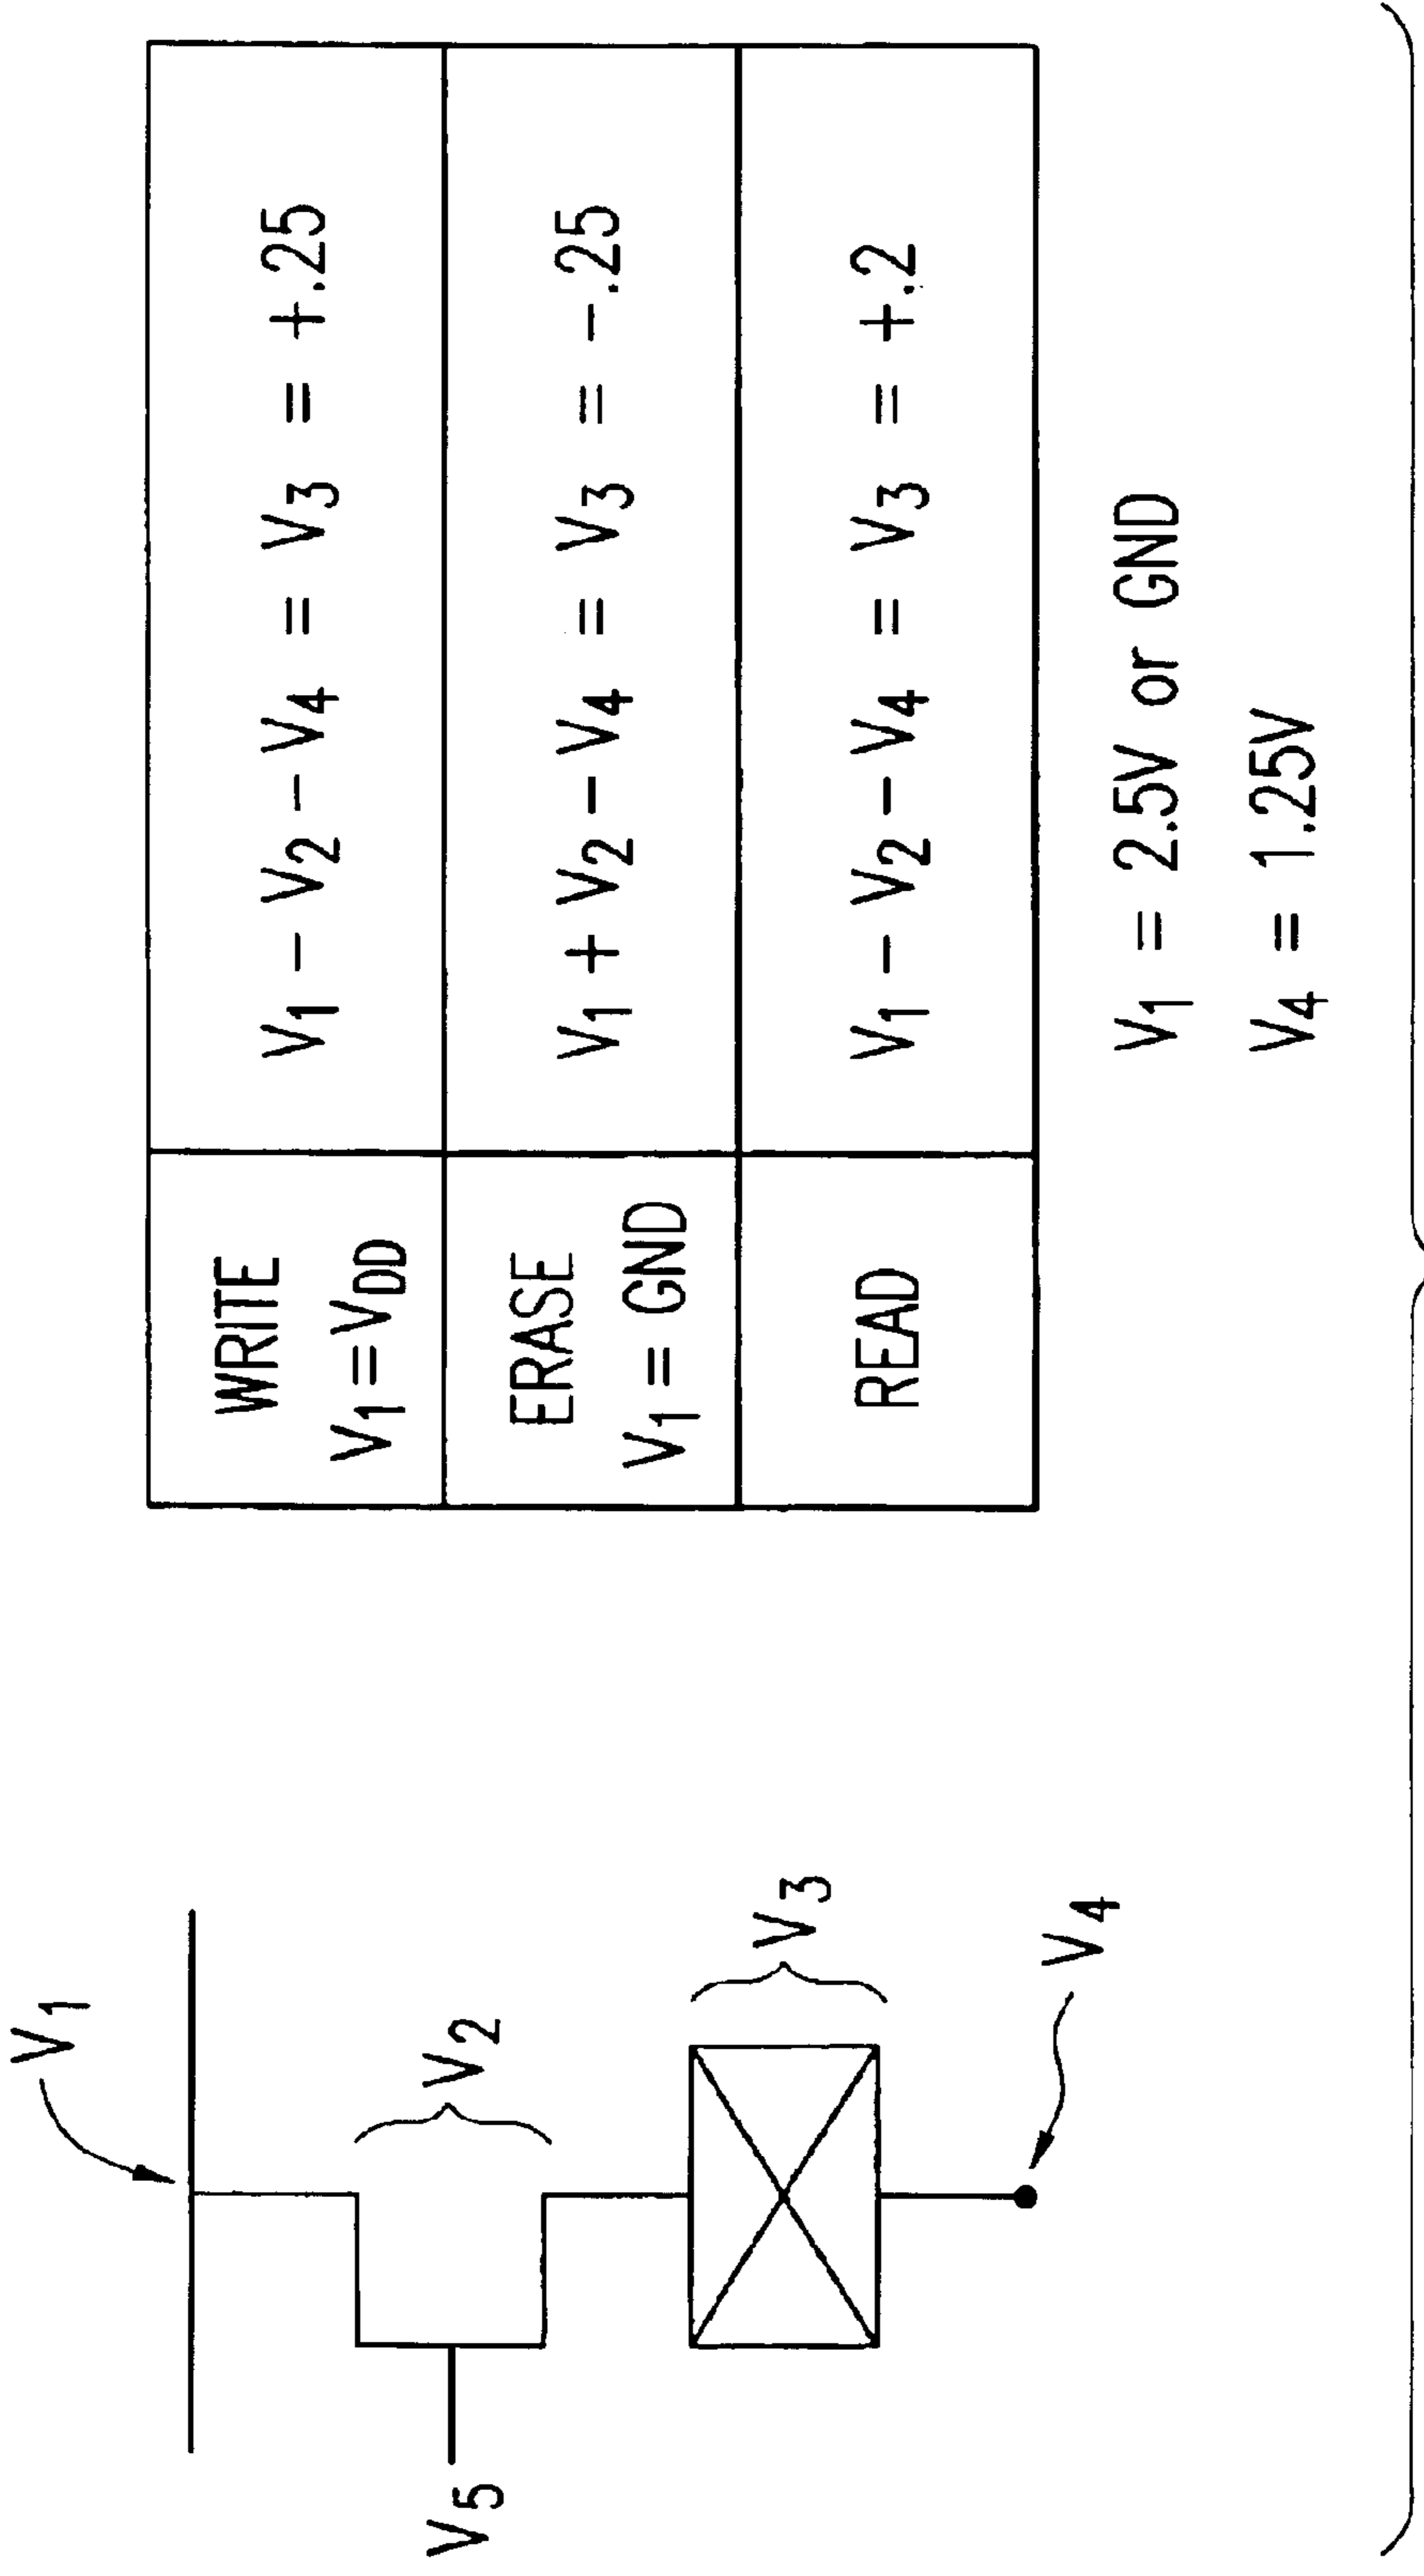 V1
V2
V5
V3
V4
WRITE
V1 = VDD
V1 − V2 − V4 = V3 = +.25
ERASE
V1 = GND
V1 + V2 − V4 = V3 = −.25
READ
V1 − V2 − V4 = V3 = +.2
V1 = 2.5V or GND
V4 = 1.25V